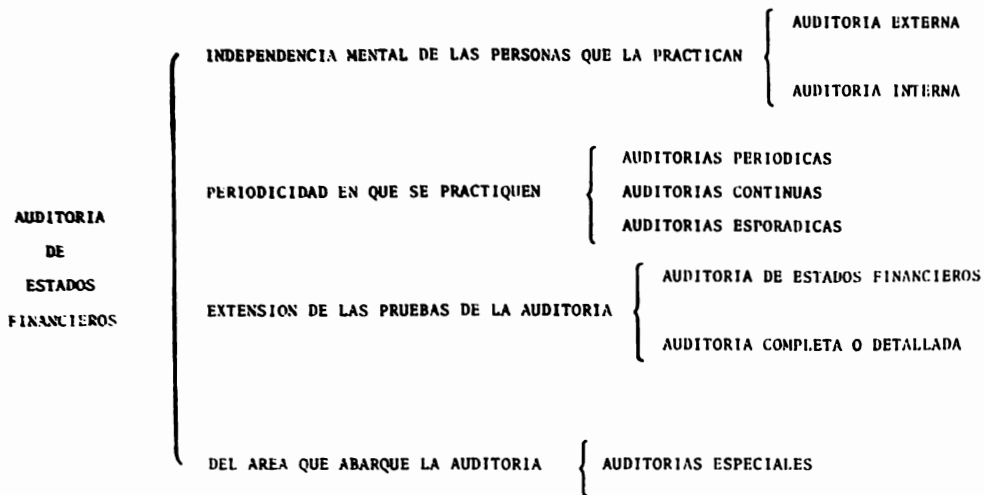 AUDITORIA
DE
ESTADOS
FINANCIEROS
INDEPENDENCIA MENTAL DE LAS PERSONAS QUE LA PRACTICAN
AUDITORIA EXTERNA
AUDITORIA INTERNA
PERIODICIDAD EN QUE SE PRACTIQUEN
AUDITORIAS PERIODICAS
AUDITORIAS CONTINUAS
AUDITORIAS ESPORADICAS
EXTENSION DE LAS PRUEBAS DE LA AUDITORIA
AUDITORIA DE ESTADOS FINANCIEROS
AUDITORIA COMPLETA O DETALLADA
DEL AREA QUE ABARQUE LA AUDITORIA
AUDITORIAS ESPECIALES